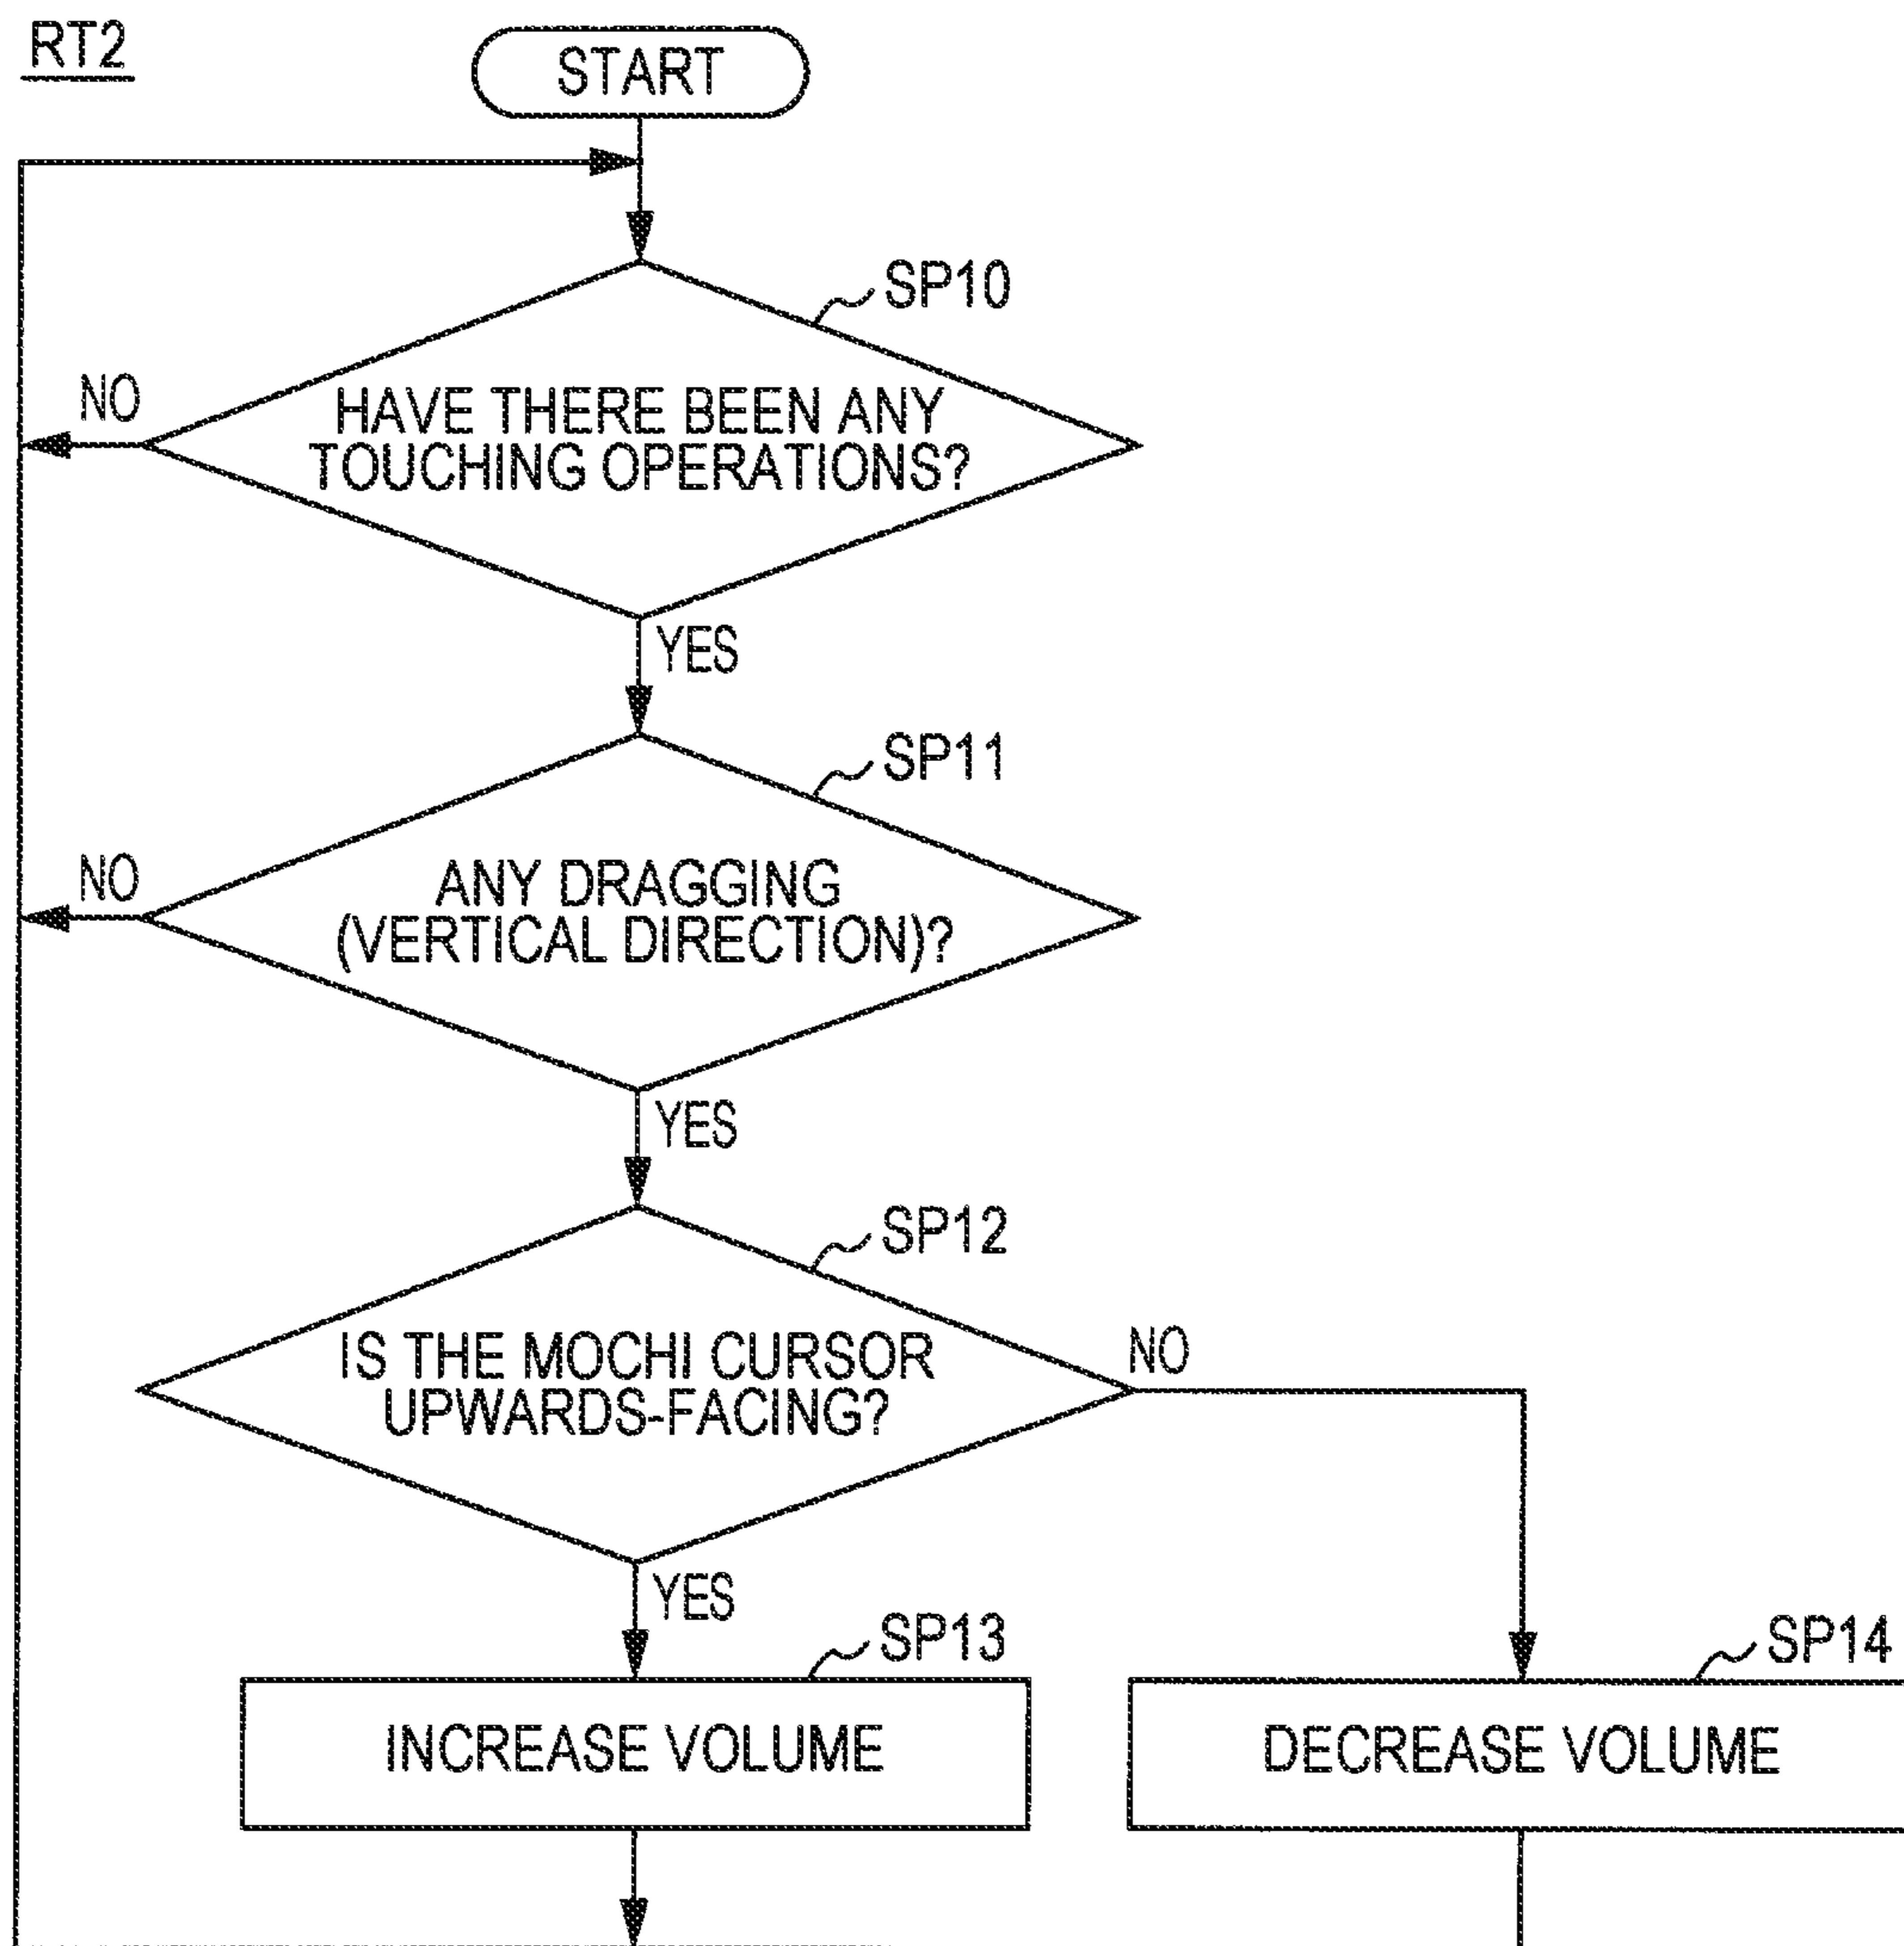 RT2
START
SP10
NO
HAVE THERE BEEN ANY
TOUCHING OPERATIONS?
YES
SP11
NO
ANY DRAGGING
(VERTICAL DIRECTION)?
YES
SP12
IS THE MOCHI CURSOR
UPWARDS-FACING?
NO
YES
SP13
SP14
INCREASE VOLUME
DECREASE VOLUME